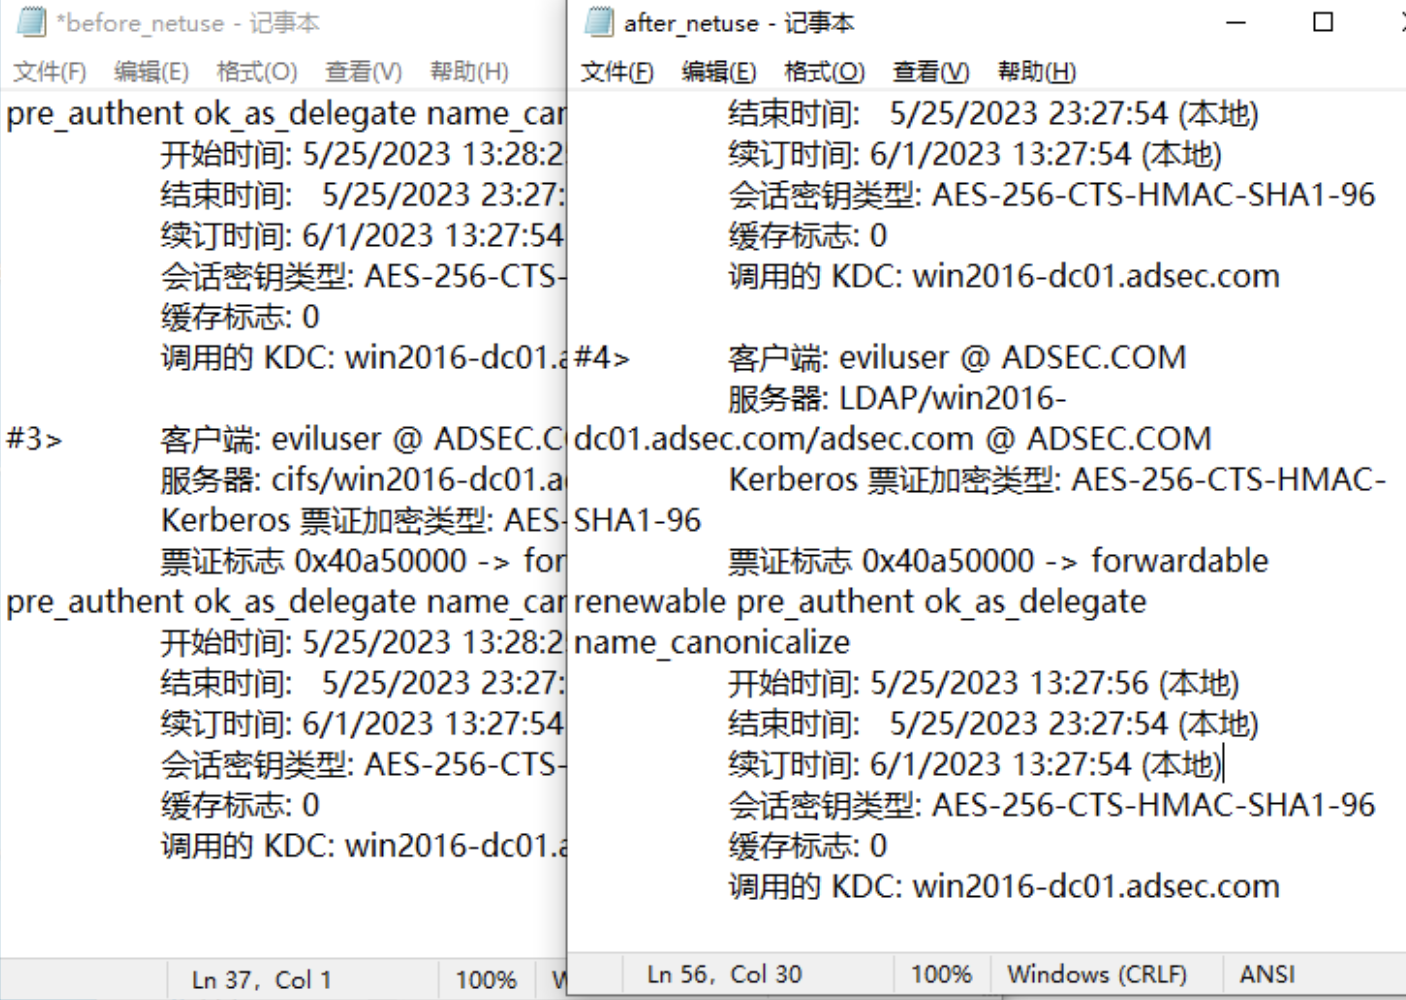 *before_netuse - 记事本
文件(F) 编辑(E) 格式(O) 查看(V) 帮助(H)
pre_authent ok_as_delegate name_car
开始时间: 5/25/2023 13:28:2
结束时间: 5/25/2023 23:27:
续订时间: 6/1/2023 13:27:54
会话密钥类型: AES-256-CTS-
缓存标志: 0
调用的 KDC: win2016-dc01.a
#3> 客户端: eviluser @ ADSEC.C
服务器: cifs/win2016-dc01.a
Kerberos 票证加密类型: AES-
票证标志 0x40a50000 -> for
pre_authent ok_as_delegate name_car
开始时间: 5/25/2023 13:28:2
结束时间: 5/25/2023 23:27:
续订时间: 6/1/2023 13:27:54
会话密钥类型: AES-256-CTS-
缓存标志: 0
调用的 KDC: win2016-dc01.a
Ln 37, Col 1 100% W
after_netuse - 记事本
文件(F) 编辑(E) 格式(O) 查看(V) 帮助(H)
结束时间: 5/25/2023 23:27:54 (本地)
续订时间: 6/1/2023 13:27:54 (本地)
会话密钥类型: AES-256-CTS-HMAC-SHA1-96
缓存标志: 0
调用的 KDC: win2016-dc01.adsec.com
#4> 客户端: eviluser @ ADSEC.COM
服务器: LDAP/win2016-
dc01.adsec.com/adsec.com @ ADSEC.COM
Kerberos 票证加密类型: AES-256-CTS-HMAC-
SHA1-96
票证标志 0x40a50000 -> forwardable
renewable pre_authent ok_as_delegate
name_canonicalize
开始时间: 5/25/2023 13:27:56 (本地)
结束时间: 5/25/2023 23:27:54 (本地)
续订时间: 6/1/2023 13:27:54 (本地)
会话密钥类型: AES-256-CTS-HMAC-SHA1-96
缓存标志: 0
调用的 KDC: win2016-dc01.adsec.com
Ln 56, Col 30 100% Windows (CRLF) ANSI